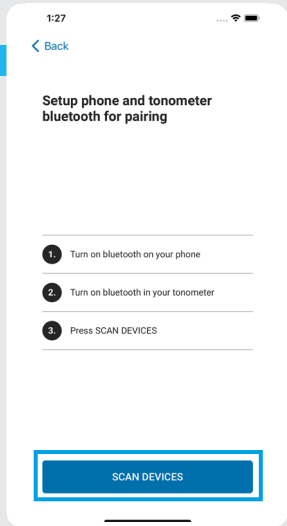 1:27
Back
Setup phone and tonometer
bluetooth for pairing
1. Turn on bluetooth on your phone
2. Turn on bluetooth in your tonometer
3. Press SCAN DEVICES
SCAN DEVICES